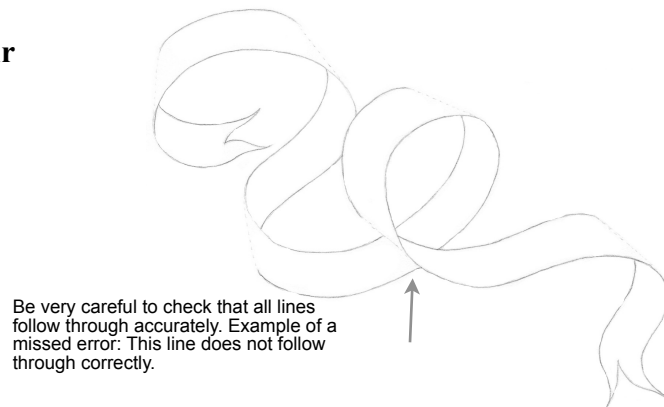 r
Be very careful to check that all lines
follow through accurately. Example of a
missed error: This line does not follow
through correctly.